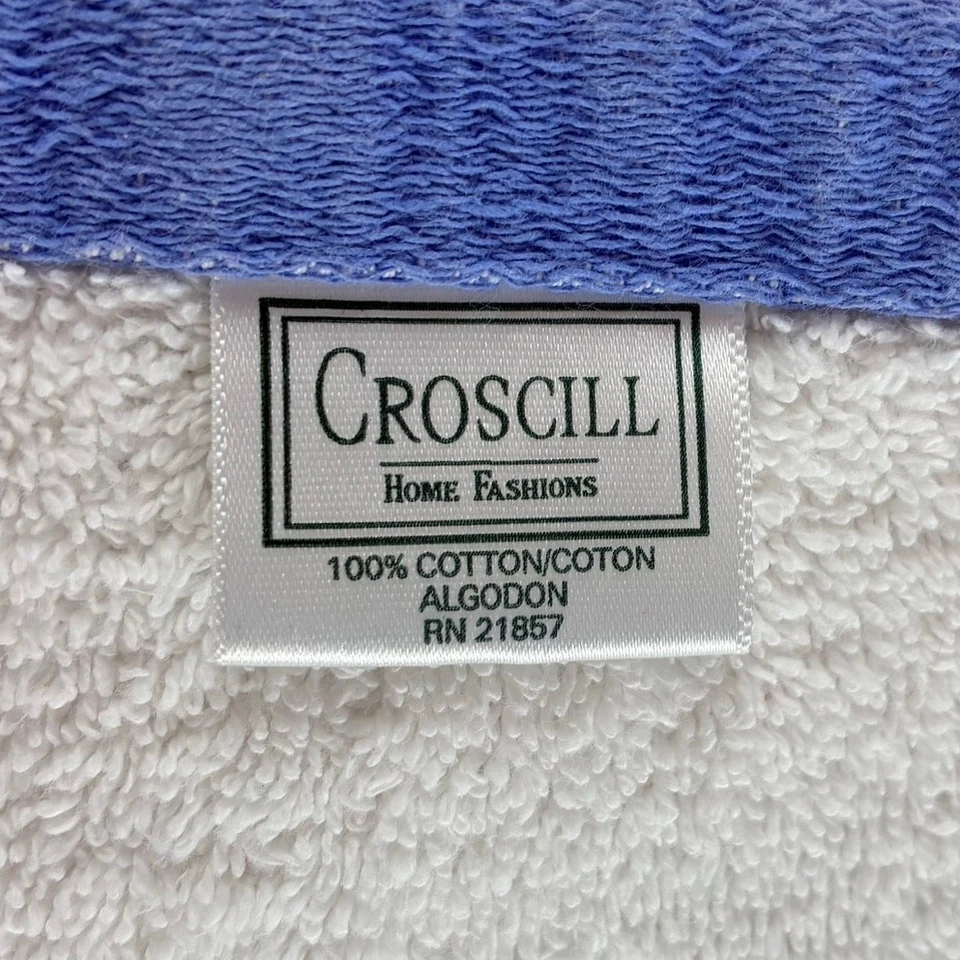 CROSCILL
HOME FASHIONS
100% COTTON/COTON
ALGODON
RN 21857